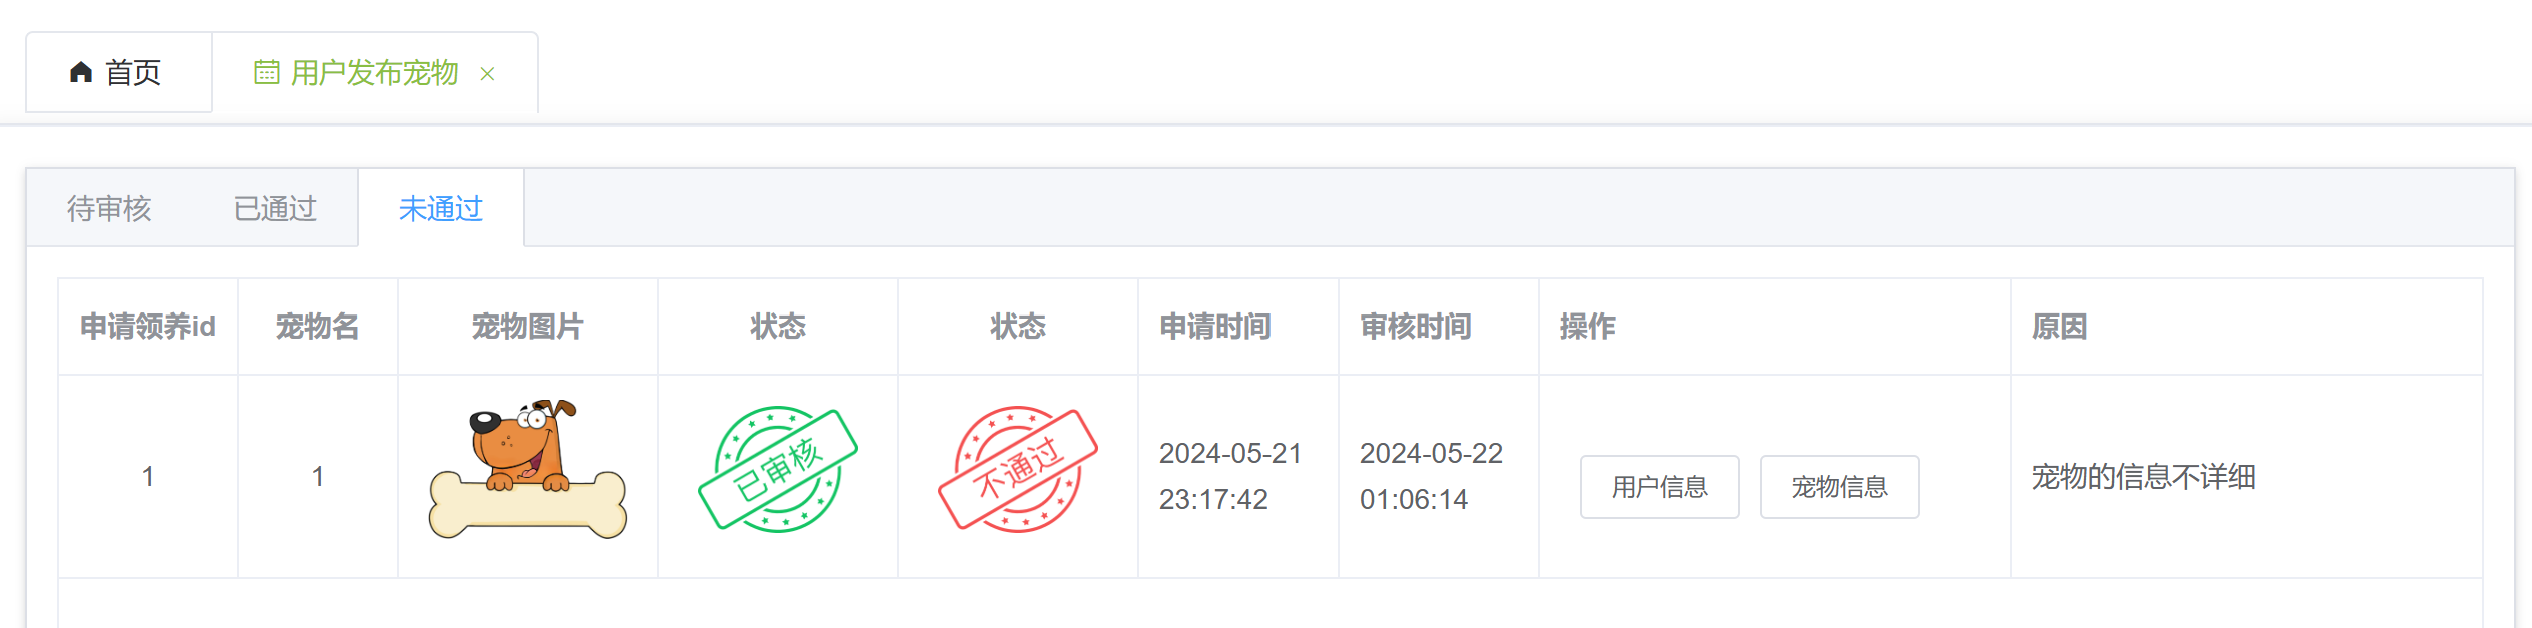 首页
用户发布宠物
待审核
已通过
未通过
申请领养id
宠物名
宠物图片
状态
状态
申请时间
审核时间
操作
原因
1
1
已审核
不通过
2024-05-21
23:17:42
2024-05-22
01:06:14
用户信息
宠物信息
宠物的信息不详细